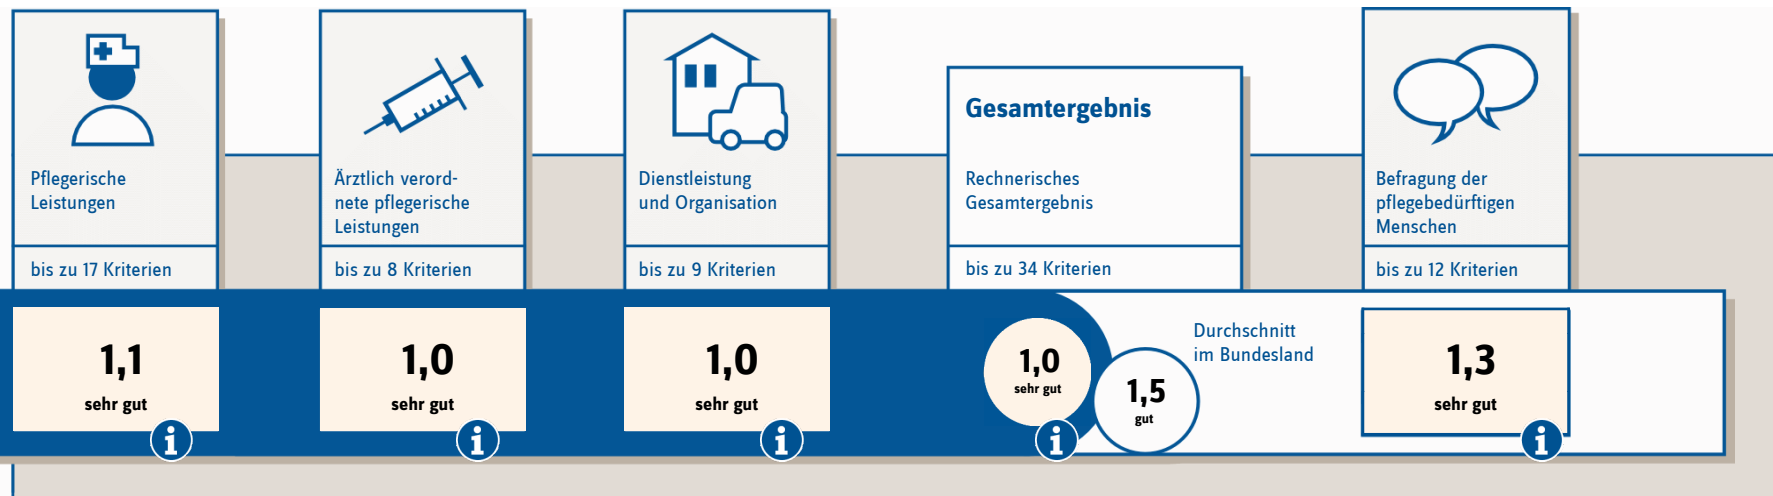 Pflegerische
Leistungen
bis zu 17 Kriterien
1,1
sehr gut
i
Ärztlich verord-
nete pflegerische
Leistungen
bis zu 8 Kriterien
1,0
sehr gut
i
Dienstleistung
und Organisation
bis zu 9 Kriterien
1,0
sehr gut
i
Gesamtergebnis
Rechnerisches
Gesamtergebnis
bis zu 34 Kriterien
1,0
sehr gut
i
1,5
gut
Durchschnitt
im Bundesland
Befragung der
pflegebedürftigen
Menschen
bis zu 12 Kriterien
1,3
sehr gut
i